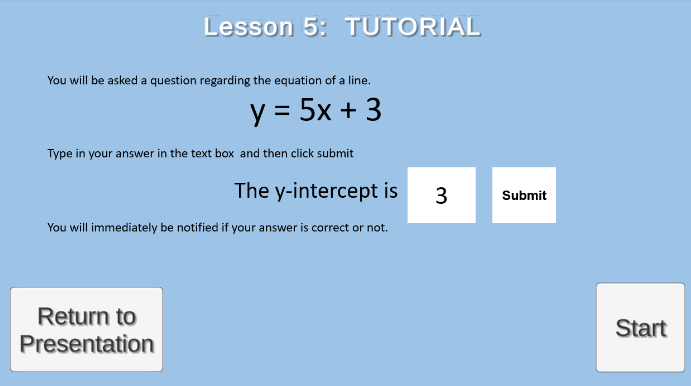 Lesson 5: TUTORIAL
You will be asked a question regarding the equation of a line.
y = 5x + 3
Type in your answer in the text box and then click submit
The y-intercept is 3 Submit
You will immediately be notified if your answer is correct or not.
Return to
Presentation
Start